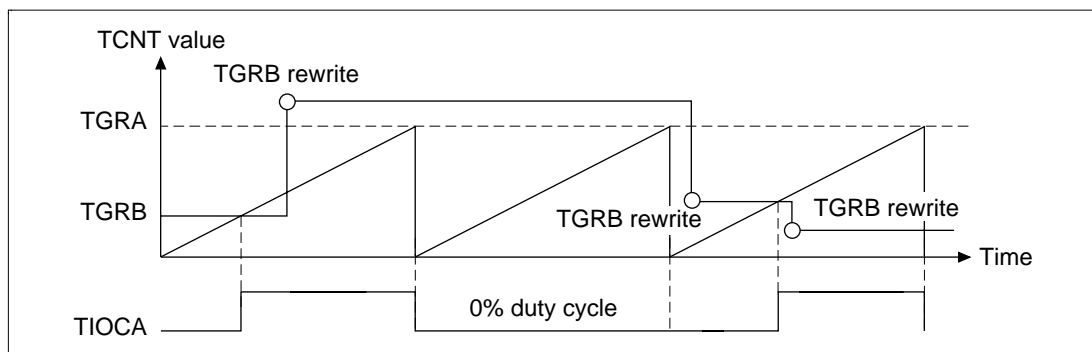 TCNT value
TGRB rewrite
TGRA
TGRB
TGRB rewrite
TGRB rewrite
Time
0% duty cycle
TIOCA